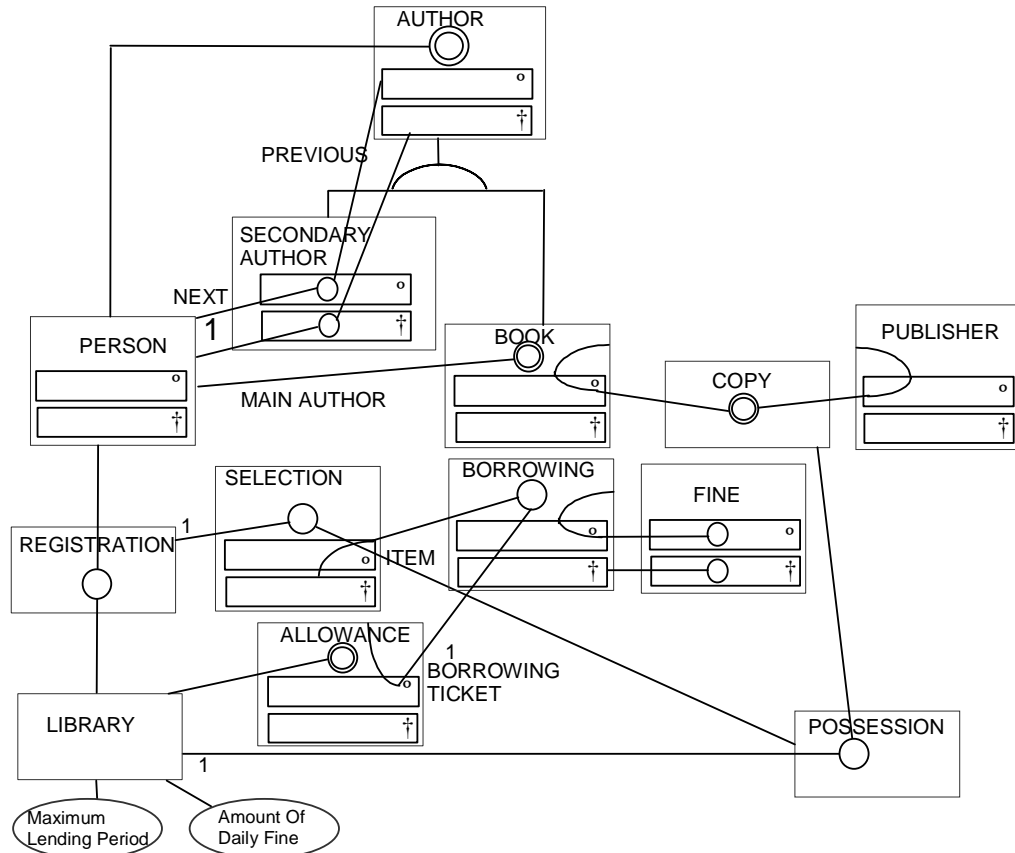 AUTHOR
o
†
PREVIOUS
SECONDARY
AUTHOR
o
†
NEXT
1
PERSON
o
†
MAIN AUTHOR
BOOK
o
†
COPY
PUBLISHER
o
†
SELECTION
o
†
ITEM
BORROWING
o
†
FINE
o
†
1
REGISTRATION
ALLOWANCE
o
†
1
BORROWING
TICKET
LIBRARY
1
POSSESSION
Maximum
Lending Period
Amount Of
Daily Fine